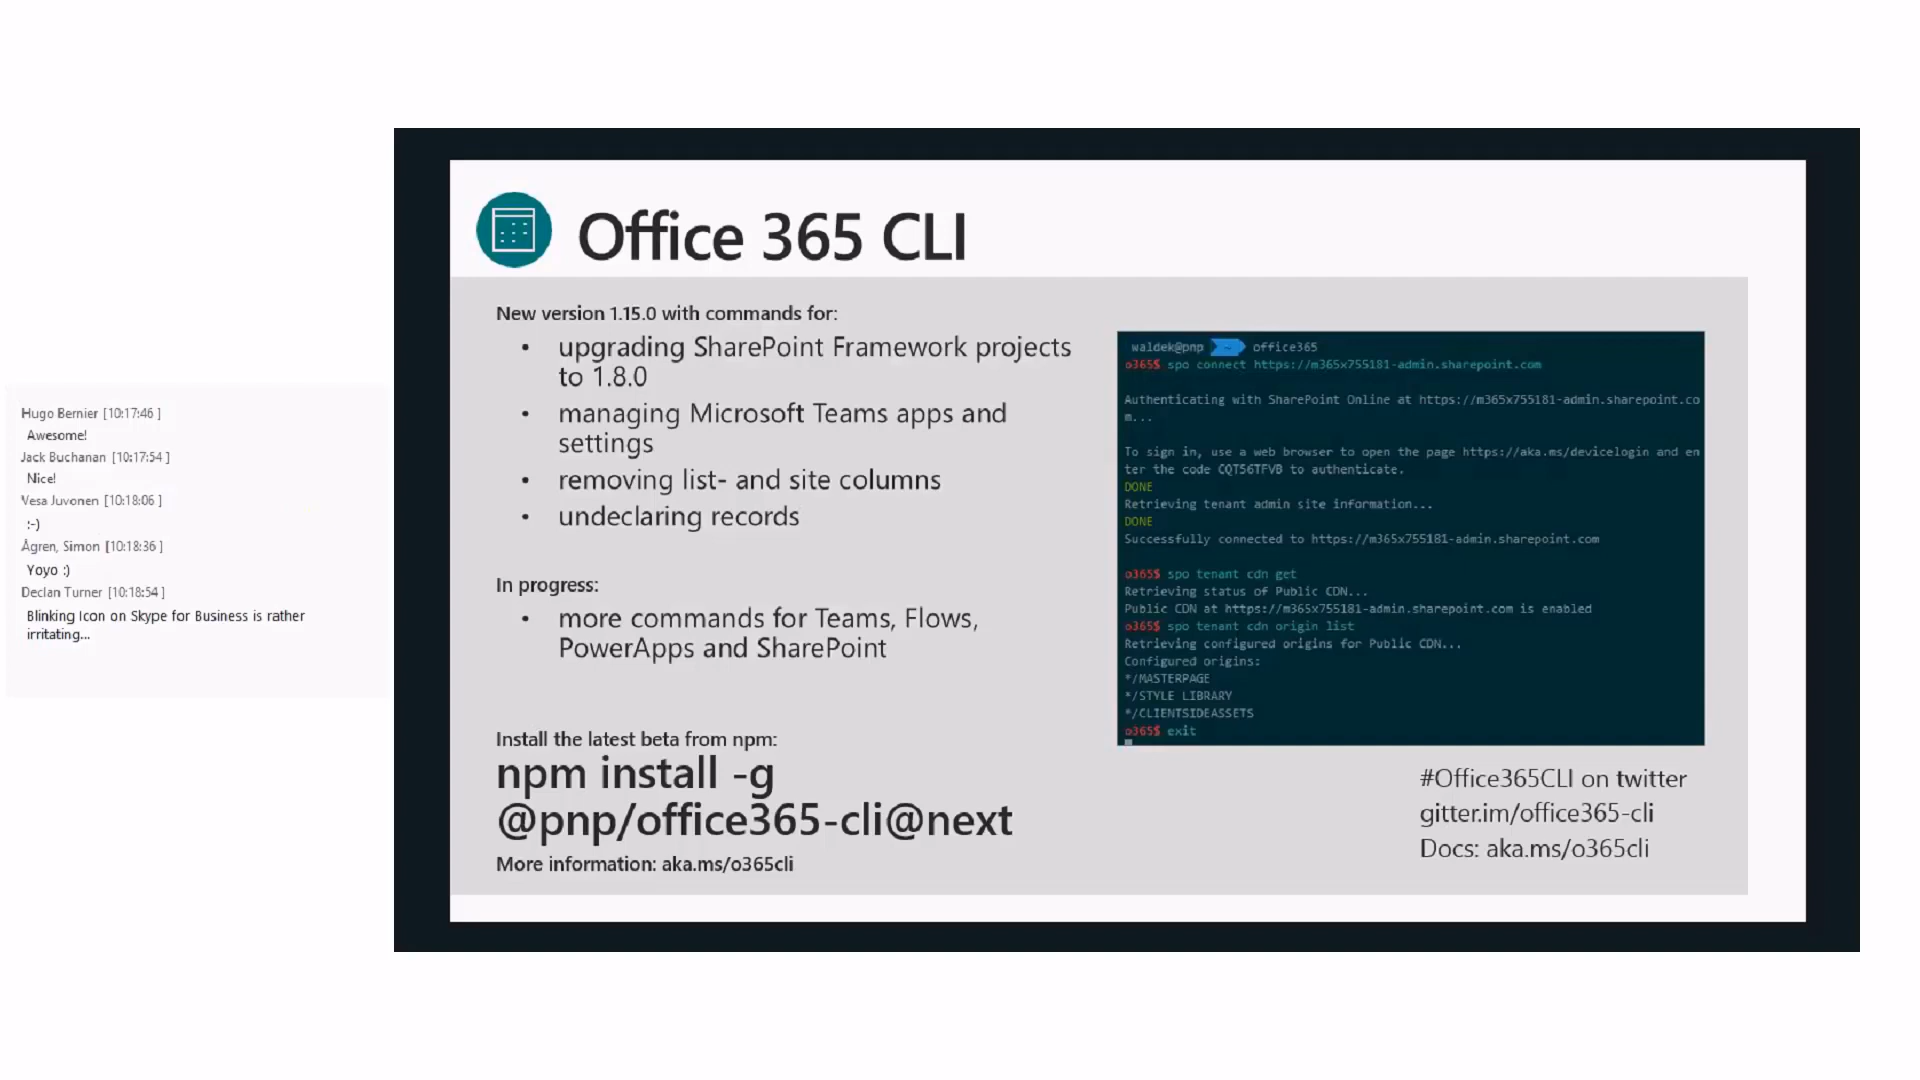 Hugo Bernier [10:17:46 ]
Awesome!
Jack Buchanan [10:17:54 ]
Nice!
Vesa Juvonen [10:18:06 ]
:-)
Ågren, Simon [10:18:36 ]
Yoyo :)
Declan Turner [10:18:54 ]
Blinking Icon on Skype for Business is rather
irritating...
Office 365 CLI
New version 1.15.0 with commands for:
• upgrading SharePoint Framework projects
to 1.8.0
• managing Microsoft Teams apps and
settings
• removing list- and site columns
• undeclaring records
In progress:
• more commands for Teams, Flows,
PowerApps and SharePoint
Install the latest beta from npm:
npm install -g
@pnp/office365-cli@next
More information: aka.ms/o365cli
waldek@pnp ~ office365
o365$ spo connect https://m365x755181-admin.sharepoint.com
Authenticating with SharePoint Online at https://m365x755181-admin.sharepoint.co
m...
To sign in, use a web browser to open the page https://aka.ms/devicelogin and en
ter the code CQT56TFVB to authenticate.
DONE
Retrieving tenant admin site information...
DONE
Successfully connected to https://m365x755181-admin.sharepoint.com
o365$ spo tenant cdn get
Retrieving status of Public CDN...
Public CDN at https://m365x755181-admin.sharepoint.com is enabled
o365$ spo tenant cdn origin list
Retrieving configured origins for Public CDN...
Configured origins:
*/MASTERPAGE
*/STYLE LIBRARY
*/CLIENTSIDEASSETS
o365$ exit
#Office365CLI on twitter
gitter.im/office365-cli
Docs: aka.ms/o365cli